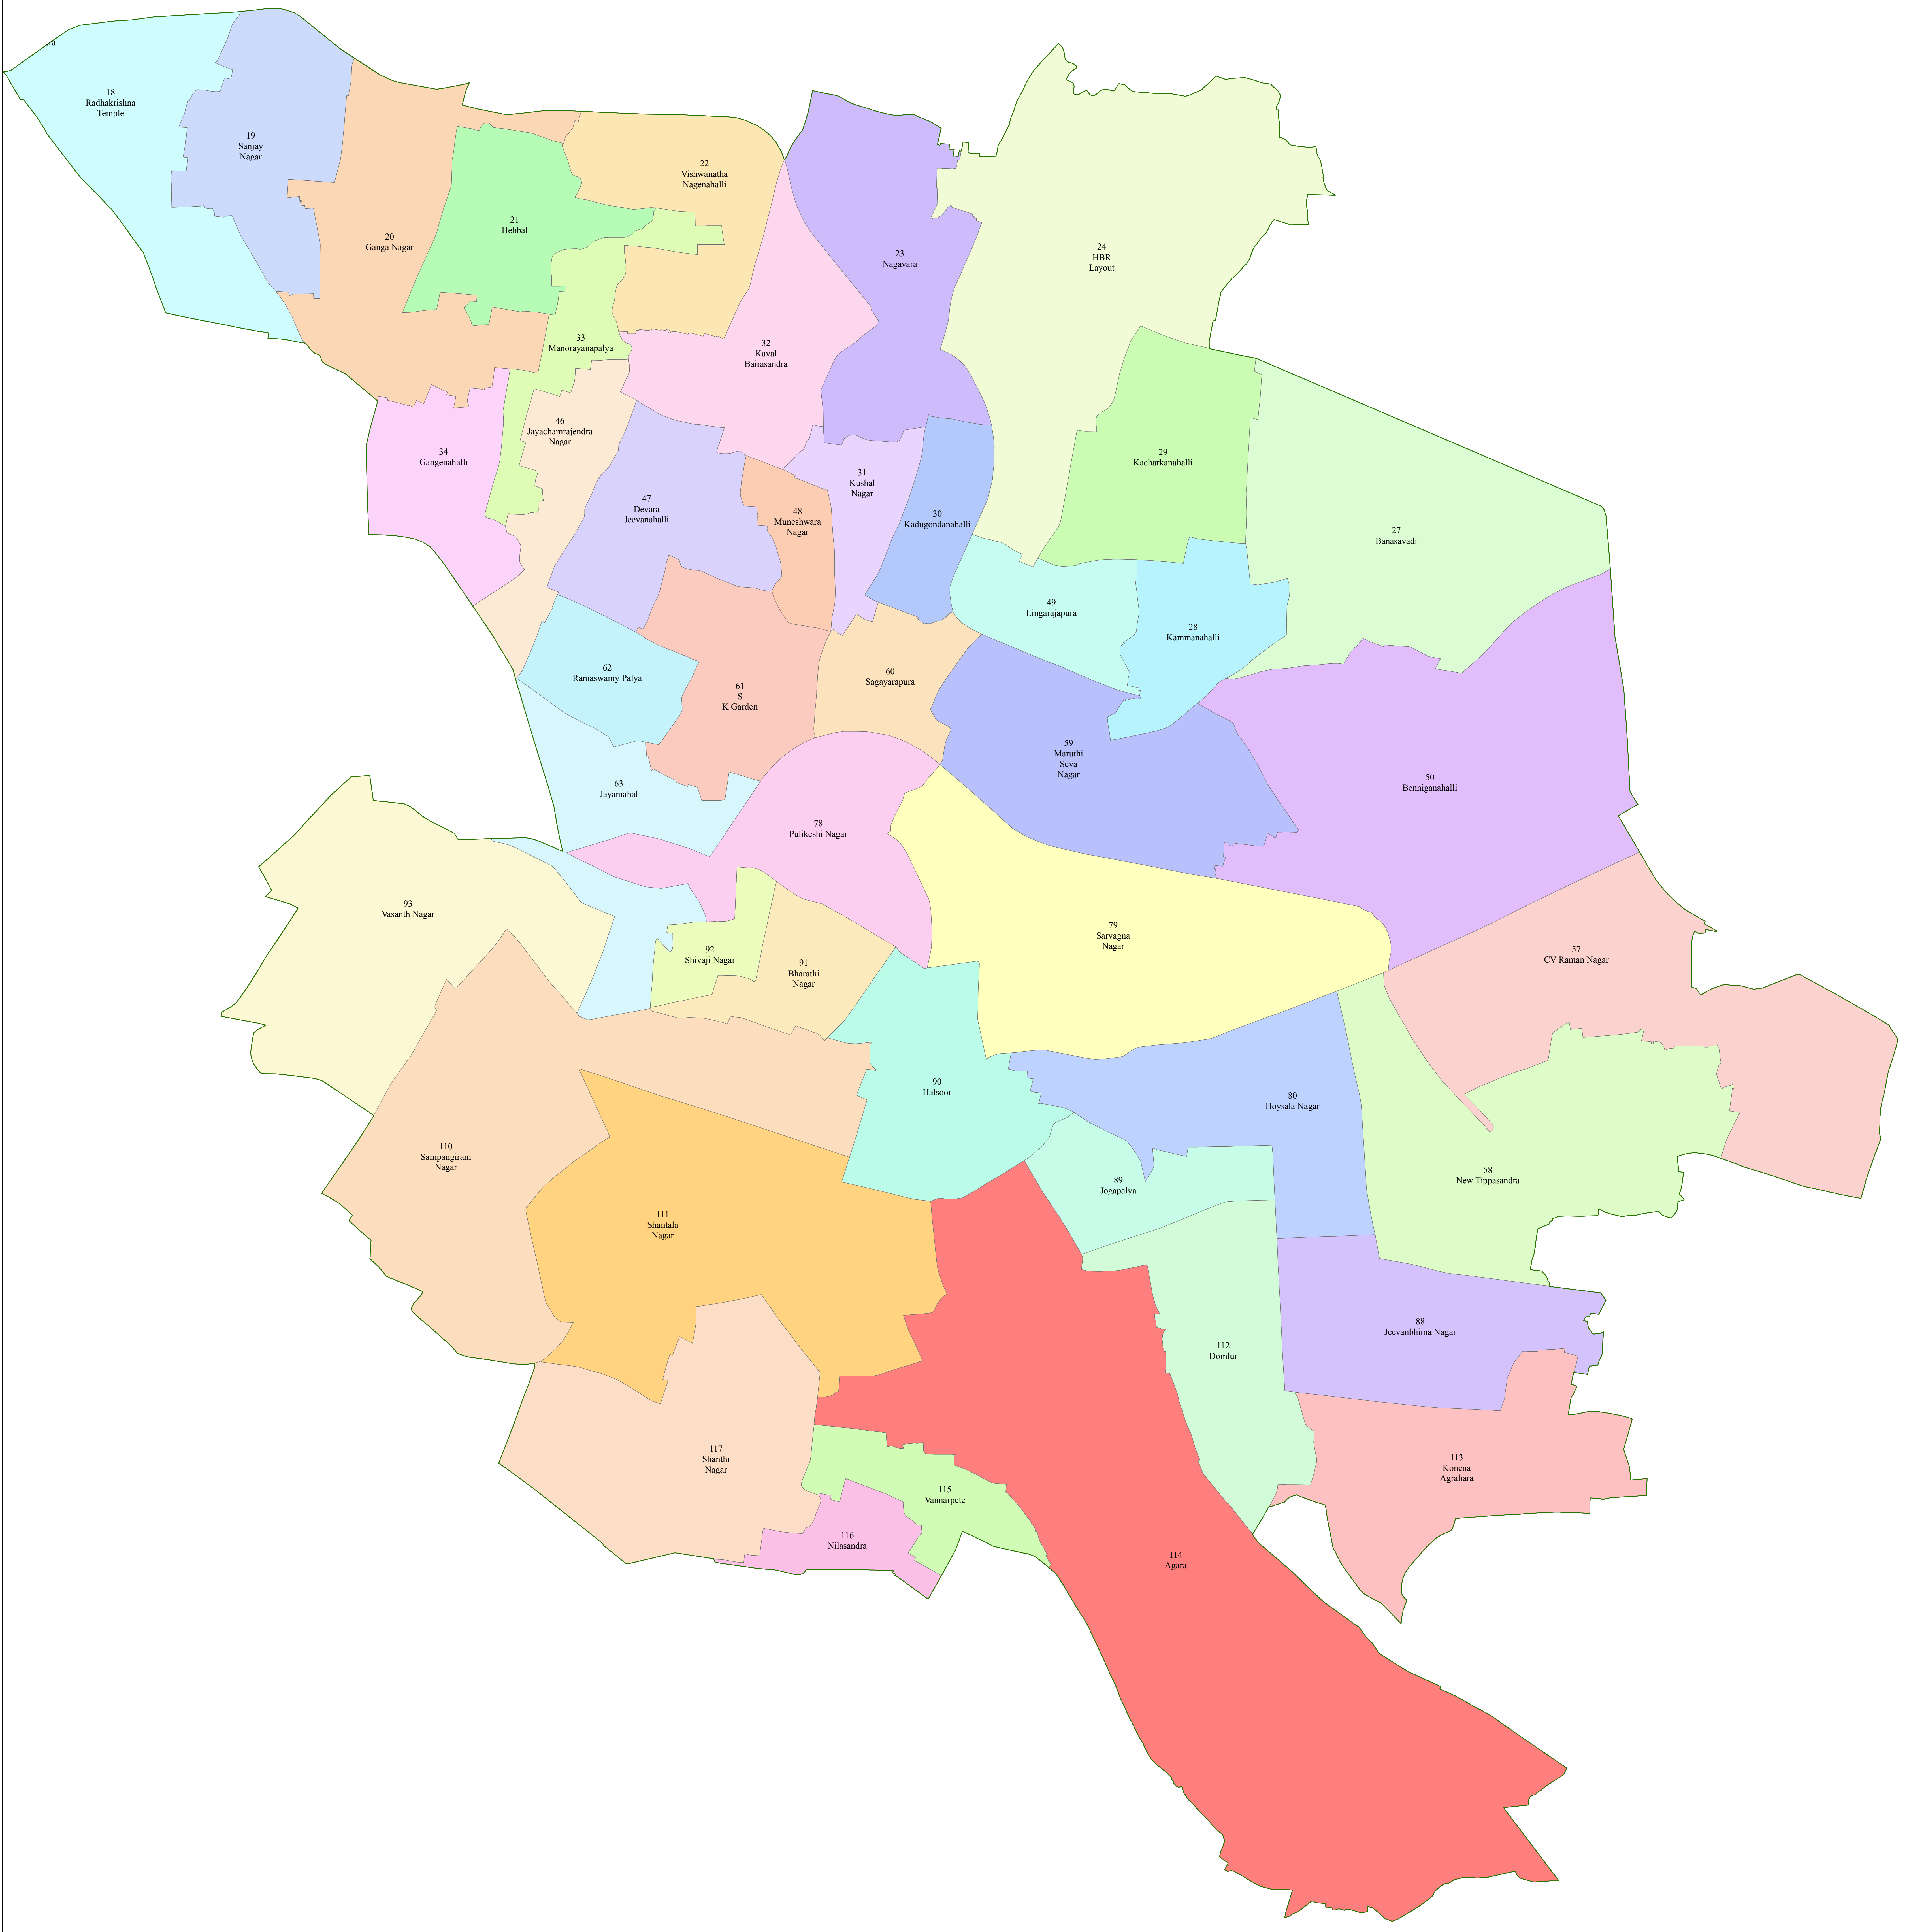 ra
18
Radhakrishna
Temple
19
Sanjay
Nagar
20
Ganga Nagar
21
Hebbal
22
Vishwanatha
Nagenahalli
23
Nagavara
24
HBR
Layout
33
Manorayanapalya
32
Kaval
Bairasandra
34
Gangenahalli
46
Jayachamrajendra
Nagar
47
Devara
Jeevanahalli
48
Muneshwara
Nagar
31
Kushal
Nagar
30
Kadugondanahalli
29
Kacharkanahalli
27
Banasavadi
49
Lingarajapura
28
Kammanahalli
62
Ramaswamy Palya
61
S
K Garden
60
Sagayarapura
59
Maruthi
Seva
Nagar
50
Benniganahalli
63
Jayamahal
78
Pulikeshi Nagar
93
Vasanth Nagar
92
Shivaji Nagar
91
Bharathi
Nagar
79
Sarvagna
Nagar
57
CV Raman Nagar
90
Halsoor
80
Hoysala Nagar
110
Sampangiram
Nagar
89
Jogapalya
58
New Tippasandra
111
Shantala
Nagar
88
Jeevanbhima Nagar
112
Domlur
117
Shanthi
Nagar
113
Konena
Agrahara
115
Vannarpete
116
Nilasandra
114
Agara